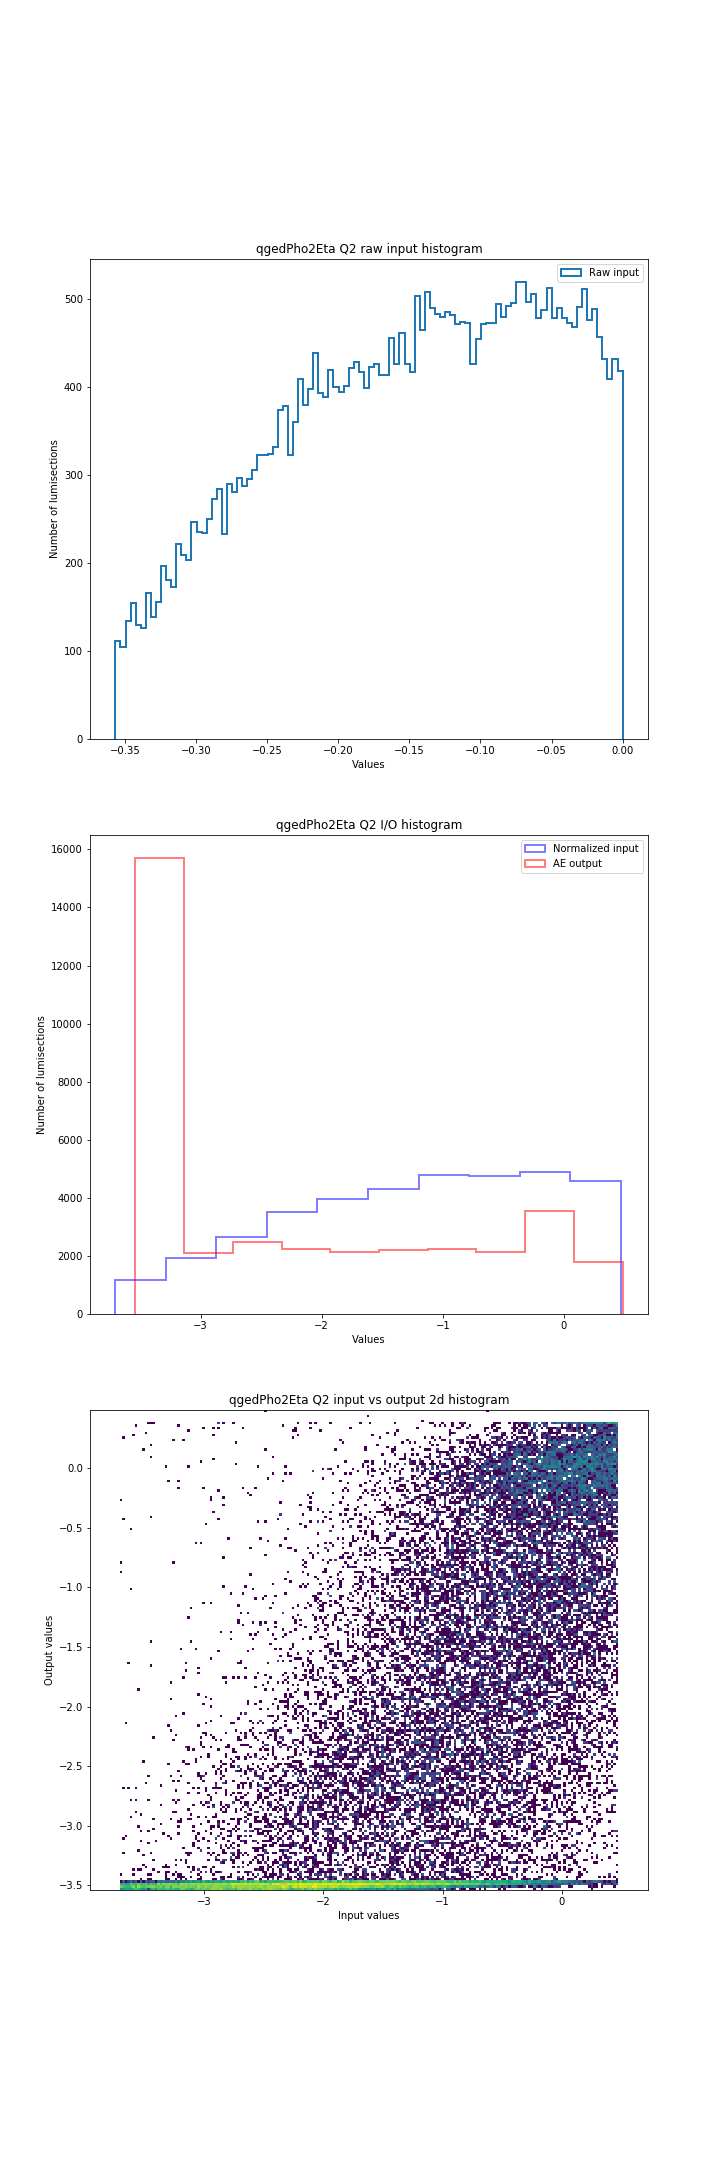 qgedPho2Eta Q2 raw input histogram
Raw input
500
400
300
200
100
0
Number of lumisections
−0.35 −0.30 −0.25 −0.20 −0.15 −0.10 −0.05 0.00
Values
qgedPho2Eta Q2 I/O histogram
Normalized input
AE output
16000
14000
12000
10000
8000
6000
4000
2000
0
Number of lumisections
−3 −2 −1 0
Values
qgedPho2Eta Q2 input vs output 2d histogram
0.0
−0.5
−1.0
−1.5
−2.0
−2.5
−3.0
−3.5
Output values
−3 −2 −1 0
Input values